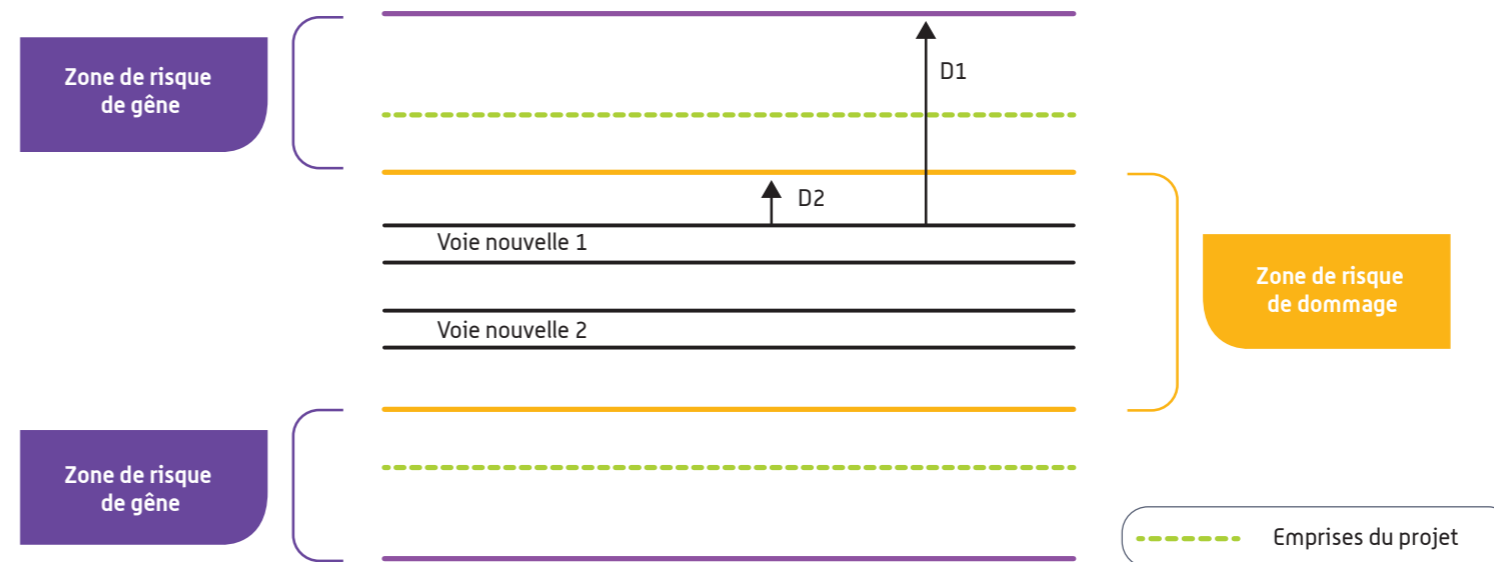 Zone de risque
de gêne
D1
D2
Voie nouvelle 1
Voie nouvelle 2
Zone de risque
de dommage
Zone de risque
de gêne
Emprises du projet